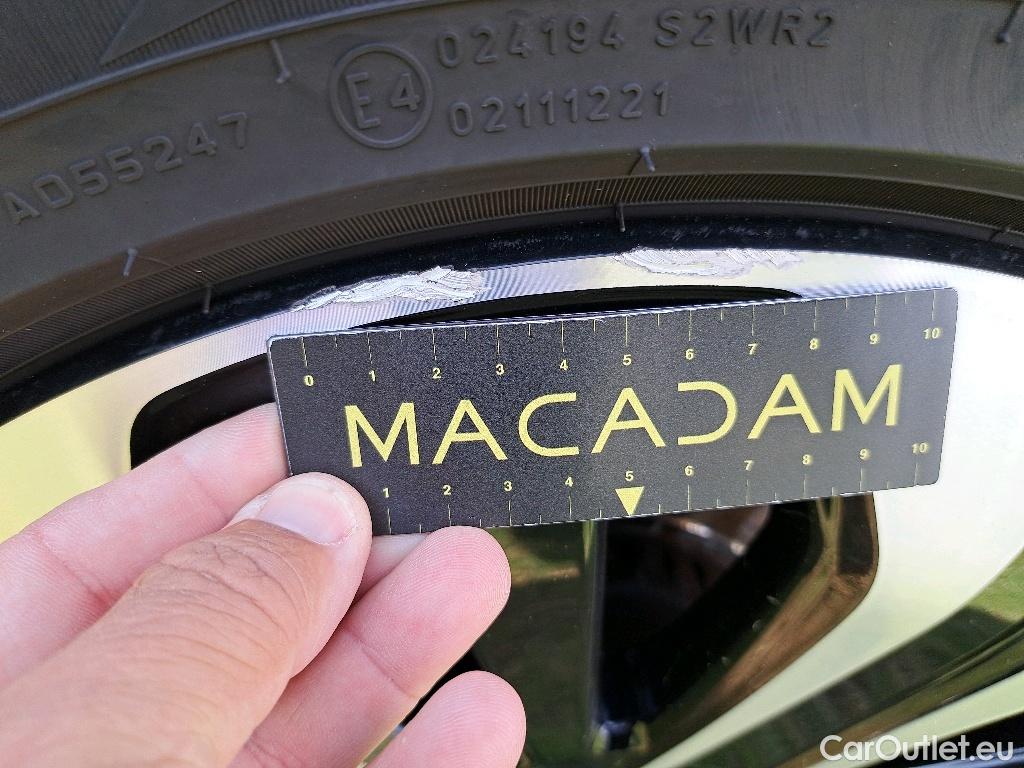 024194 S2WR2
E4
02111221
A055247
0 1 2 3 4 5 6 7 8 9 10
MACADAM
1 2 3 4 5 6 7 8 9 10
CarOutlet.eu